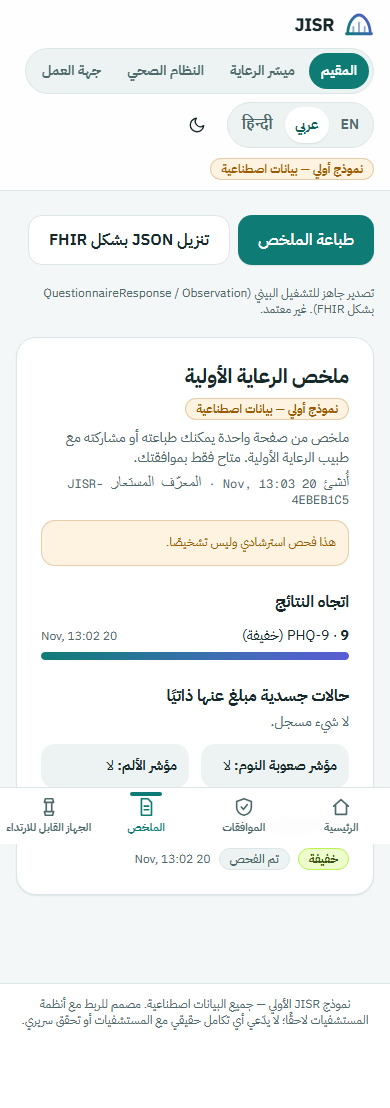 JISR
المقيم
ميسّر الرعاية
النظام الصحي
جهة العمل
EN
عربي
हिन्दी
نموذج أولي — بيانات اصطناعية
طباعة الملخص
تنزيل JSON بشكل FHIR
تصدير جاهز للتشغيل البيني (QuestionnaireResponse / Observation
بشكل FHIR). غير معتمد.
ملخص الرعاية الأولية
نموذج أولي — بيانات اصطناعية
ملخص من صفحة واحدة يمكنك طباعته أو مشاركته مع
طبيب الرعاية الأولية. متاح فقط بموافقتك.
أُنشئ 20 Nov, 13:03 · المعرّف المستعار JISR-
4EBEB1C5
هذا فحص استرشادي وليس تشخيصًا.
اتجاه النتائج
PHQ-9 · 9 (خفيفة)
20 Nov, 13:02
حالات جسدية مبلغ عنها ذاتيًا
لا شيء مسجل.
مؤشر صعوبة النوم: لا
مؤشر الألم: لا
الرئيسية
الموافقات
الملخص
الجهاز القابل للارتداء
خفيفة
تم الفحص
20 Nov, 13:02
نموذج JISR الأولي — جميع البيانات اصطناعية. مصمم للربط مع أنظمة
المستشفيات لاحقًا؛ لا يدّعي أي تكامل حقيقي مع المستشفيات أو تحقق سريري.